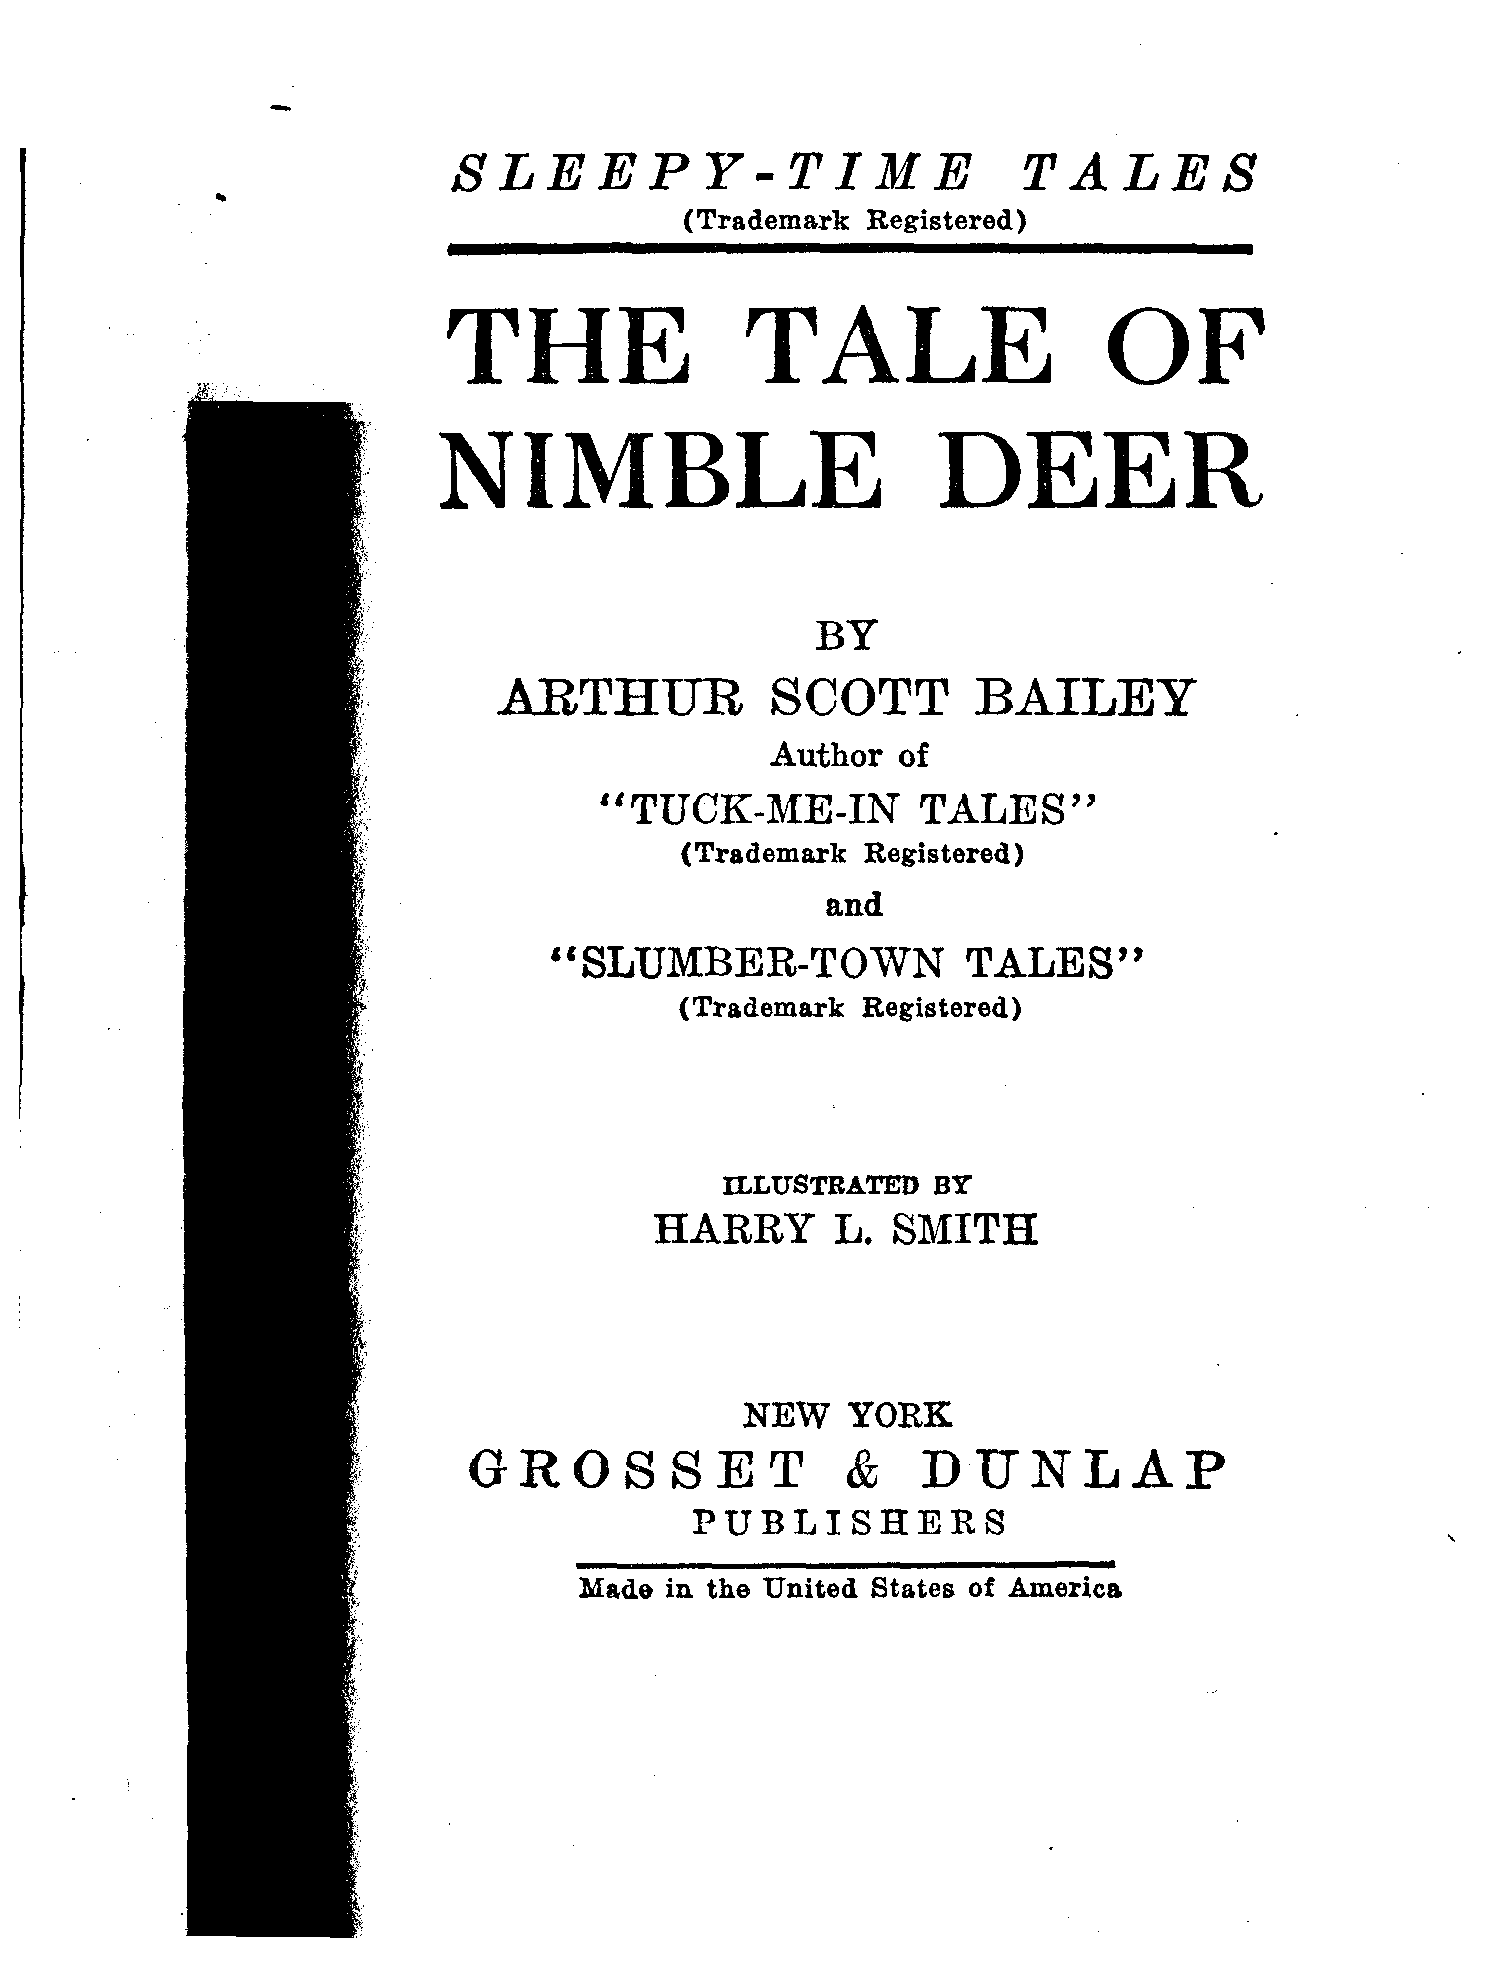 SLEEPY-TIME TALES
(Trademark Registered)
THE TALE OF
NIMBLE DEER
BY
ARTHUR SCOTT BAILEY
Author of
"TUCK-ME-IN TALES"
(Trademark Registered)
and
"SLUMBER-TOWN TALES"
(Trademark Registered)
ILLUSTRATED BY
HARRY L. SMITH
NEW YORK
GROSSET & DUNLAP
PUBLISHERS
Made in the United States of America